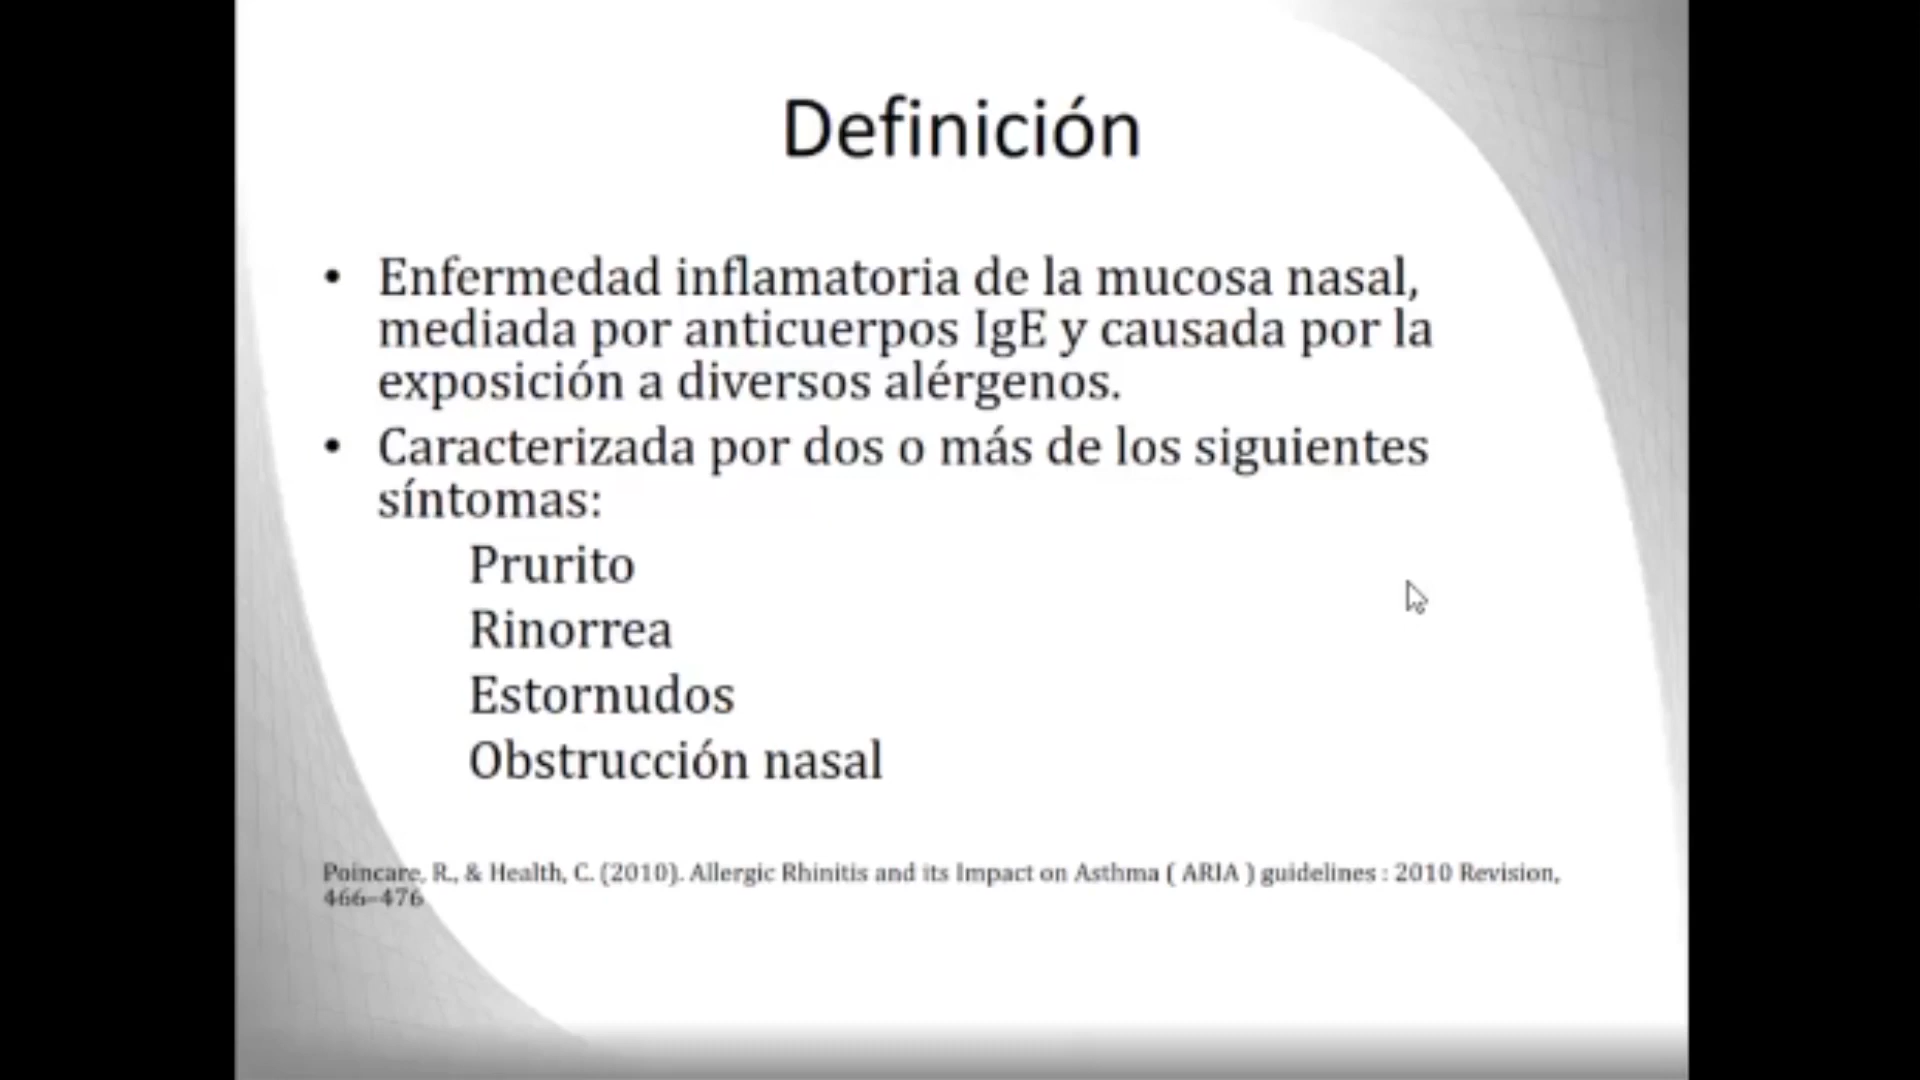 Definición
• Enfermedad inflamatoria de la mucosa nasal,
mediada por anticuerpos IgE y causada por la
exposición a diversos alérgenos.
• Caracterizada por dos o más de los siguientes
síntomas:
Prurito
Rinorrea
Estornudos
Obstrucción nasal
Poincare, R., & Health, C. (2010). Allergic Rhinitis and its Impact on Asthma ( ARIA ) guidelines : 2010 Revision,
466–476